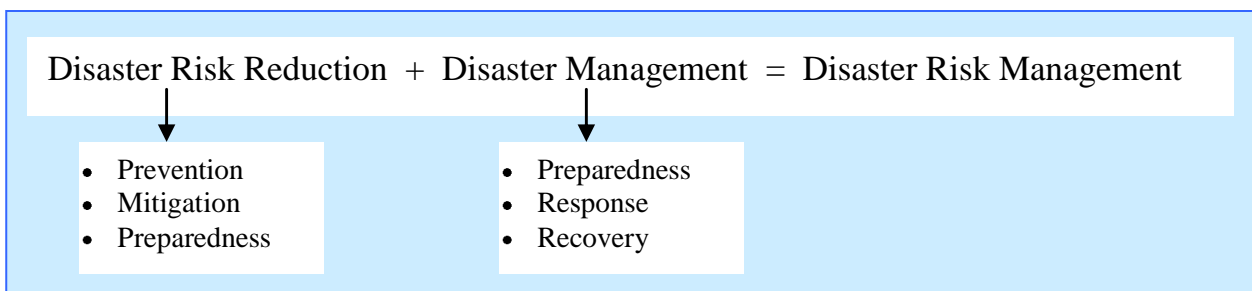 Disaster Risk Reduction + Disaster Management = Disaster Risk Management
• Prevention
• Mitigation
• Preparedness
• Preparedness
• Response
• Recovery